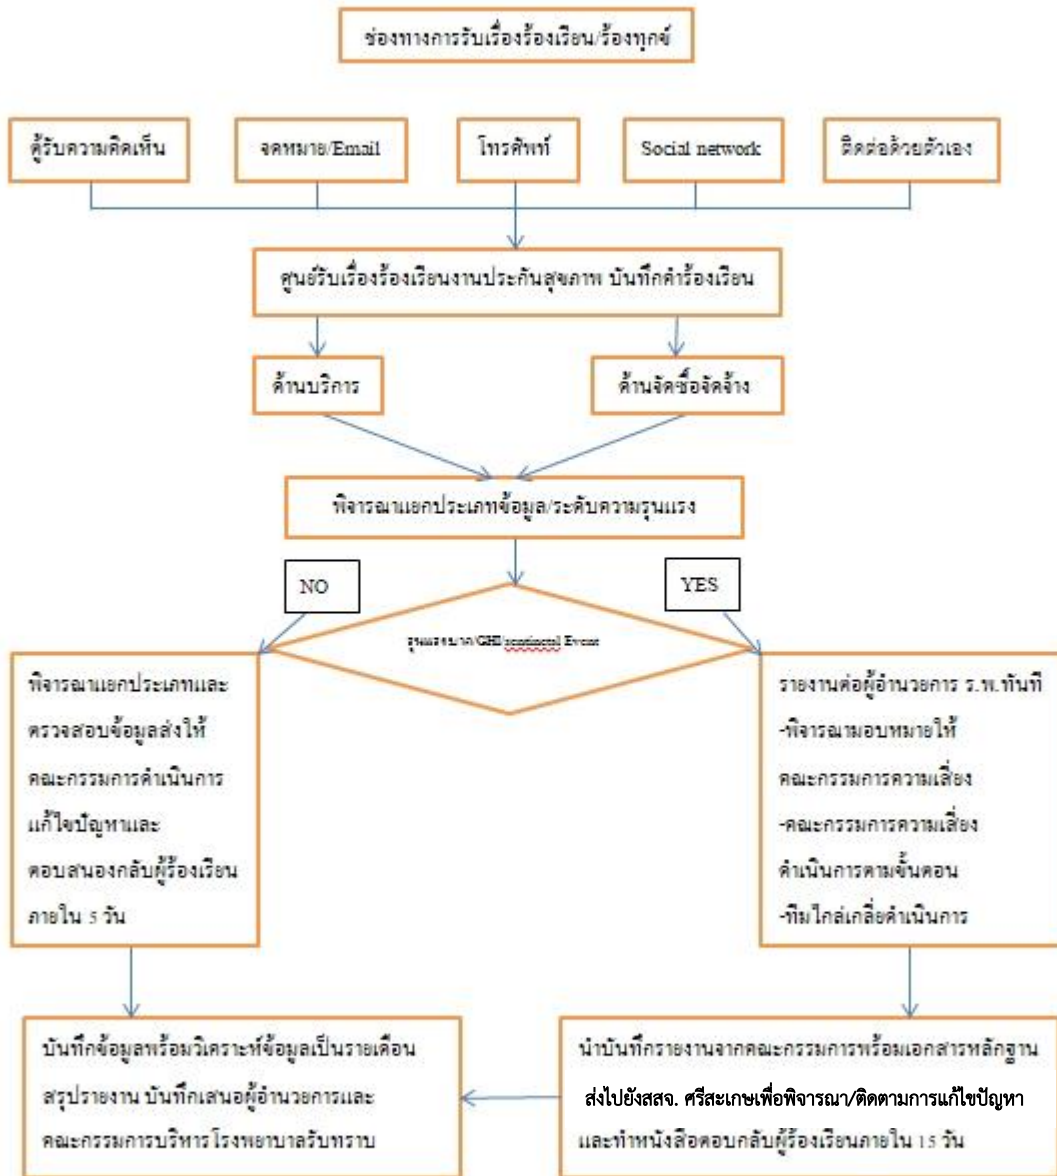 ช่องทางการรับเรื่องร้องเรียน/ร้องทุกข์
ตู้รับความคิดเห็น
จดหมาย/Email
โทรศัพท์
Social network
ติดต่อด้วยตัวเอง
ศูนย์รับเรื่องร้องเรียนงานประกันสุขภาพ บันทึกคำร้องเรียน
ด้านบริการ
ด้านจัดซื้อจัดจ้าง
พิจารณาแยกประเภทข้อมูล/ระดับความรุนแรง
NO
YES
รุนแรงมาก/GHI/sentinetal Event
พิจารณาแยกประเภทและ
ตรวจสอบข้อมูลส่งให้
คณะกรรมการดำเนินการ
แก้ไขปัญหาและ
ตอบสนองกลับผู้ร้องเรียน
ภายใน 5 วัน
รายงานต่อผู้อำนวยการ ร.พ.ทันที
-พิจารณามอบหมายให้
คณะกรรมการความเสี่ยง
-คณะกรรมการความเสี่ยง
ดำเนินการตามขั้นตอน
-ทีมไกล่เกลี่ยดำเนินการ
บันทึกข้อมูลพร้อมวิเคราะห์ข้อมูลเป็นรายเดือน
สรุปรายงาน บันทึกเสนอผู้อำนวยการและ
คณะกรรมการบริหารโรงพยาบาลรับทราบ
นำบันทึกรายงานจากคณะกรรมการพร้อมเอกสารหลักฐาน
ส่งไปยังสสจ. ศรีสะเกษเพื่อพิจารณา/ติดตามการแก้ไขปัญหา
และทำหนังสือตอบกลับผู้ร้องเรียนภายใน 15 วัน